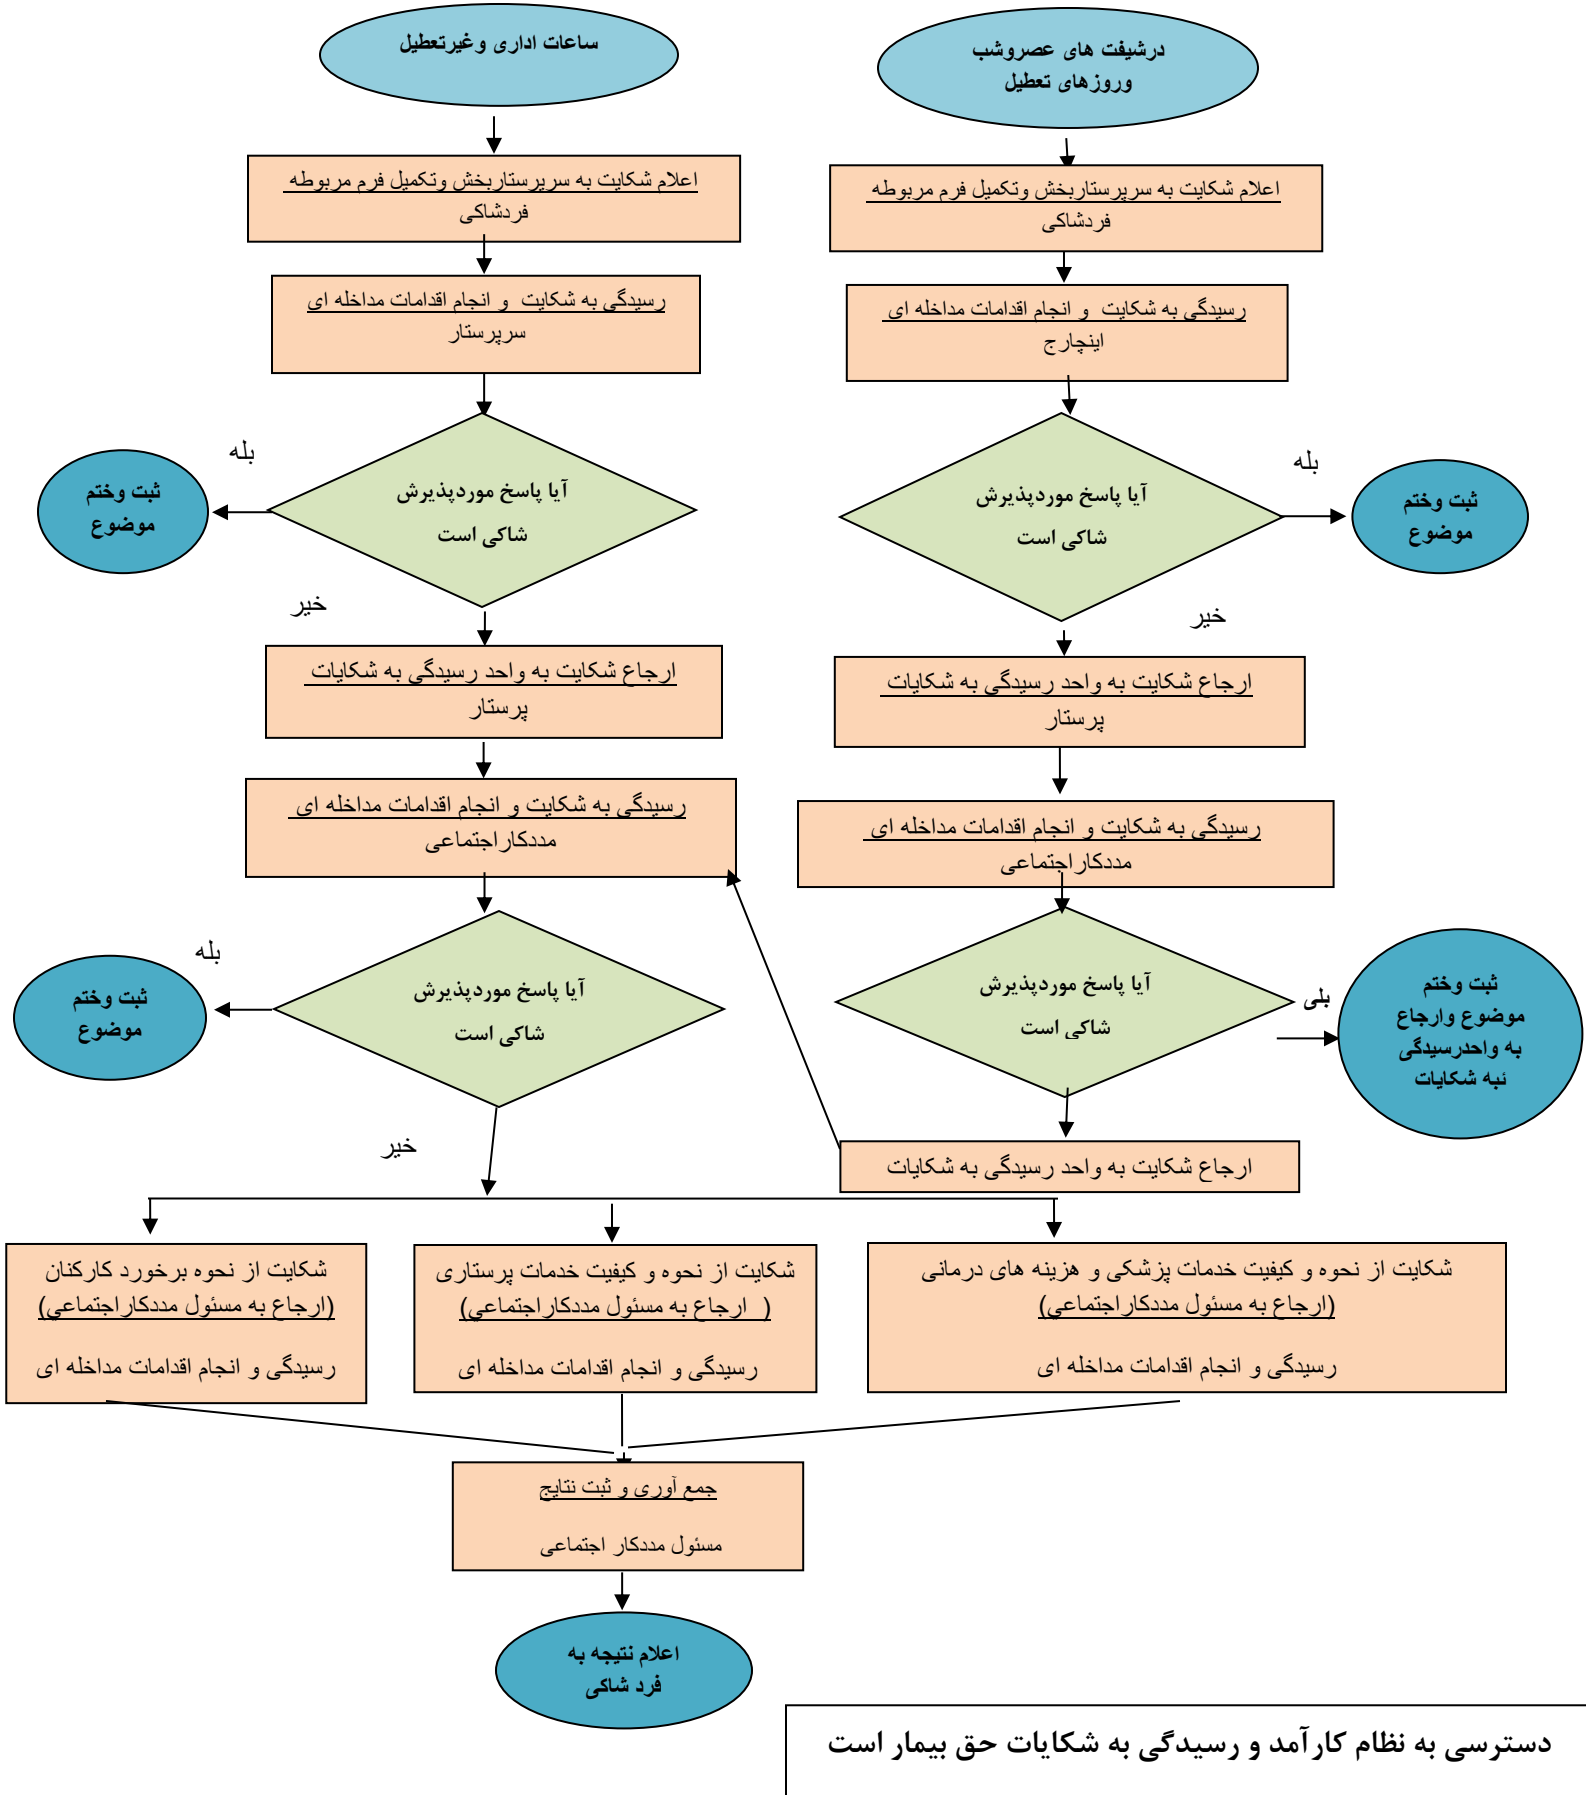 درشیفت های عصروشب
وروزهای تعطیل
اعلام شکایت به سرپرستاربخش وتکمیل فرم مربوطه
فردشاکی
رسیدگی به شکایت و انجام اقدامات مداخله ای
اینچارج
آیا پاسخ موردپذیرش
شاکی است
بله
ثبت وختم
موضوع
خیر
ارجاع شکایت به واحد رسیدگی به شکایات
پرستار
رسیدگی به شکایت و انجام اقدامات مداخله ای
مددکاراجتماعی
آیا پاسخ موردپذیرش
شاکی است
بلی
ثبت وختم
موضوع وارجاع
به واحدرسیدگی
ئبه شکایات
ارجاع شکایت به واحد رسیدگی به شکایات
ساعات اداری وغیرتعطیل
اعلام شکایت به سرپرستاربخش وتکمیل فرم مربوطه
فردشاکی
رسیدگی به شکایت و انجام اقدامات مداخله ای
سرپرستار
آیا پاسخ موردپذیرش
شاکی است
بله
ثبت وختم
موضوع
خیر
ارجاع شکایت به واحد رسیدگی به شکایات
پرستار
رسیدگی به شکایت و انجام اقدامات مداخله ای
مددکاراجتماعی
آیا پاسخ موردپذیرش
شاکی است
بله
ثبت وختم
موضوع
خیر
شکایت از نحوه و کیفیت خدمات پزشکی و هزینه های درمانی
(ارجاع به مسئول مددکاراجتماعی)
رسیدگی و انجام اقدامات مداخله ای
شکایت از نحوه و کیفیت خدمات پرستاری
( ارجاع به مسئول مددکاراجتماعی)
رسیدگی و انجام اقدامات مداخله ای
شکایت از نحوه برخورد کارکنان
(ارجاع به مسئول مددکاراجتماعی)
رسیدگی و انجام اقدامات مداخله ای
جمع آوری و ثبت نتایج
مسئول مددکار اجتماعی
اعلام نتیجه به
فرد شاکی
دسترسی به نظام کارآمد و رسیدگی به شکایات حق بیمار است